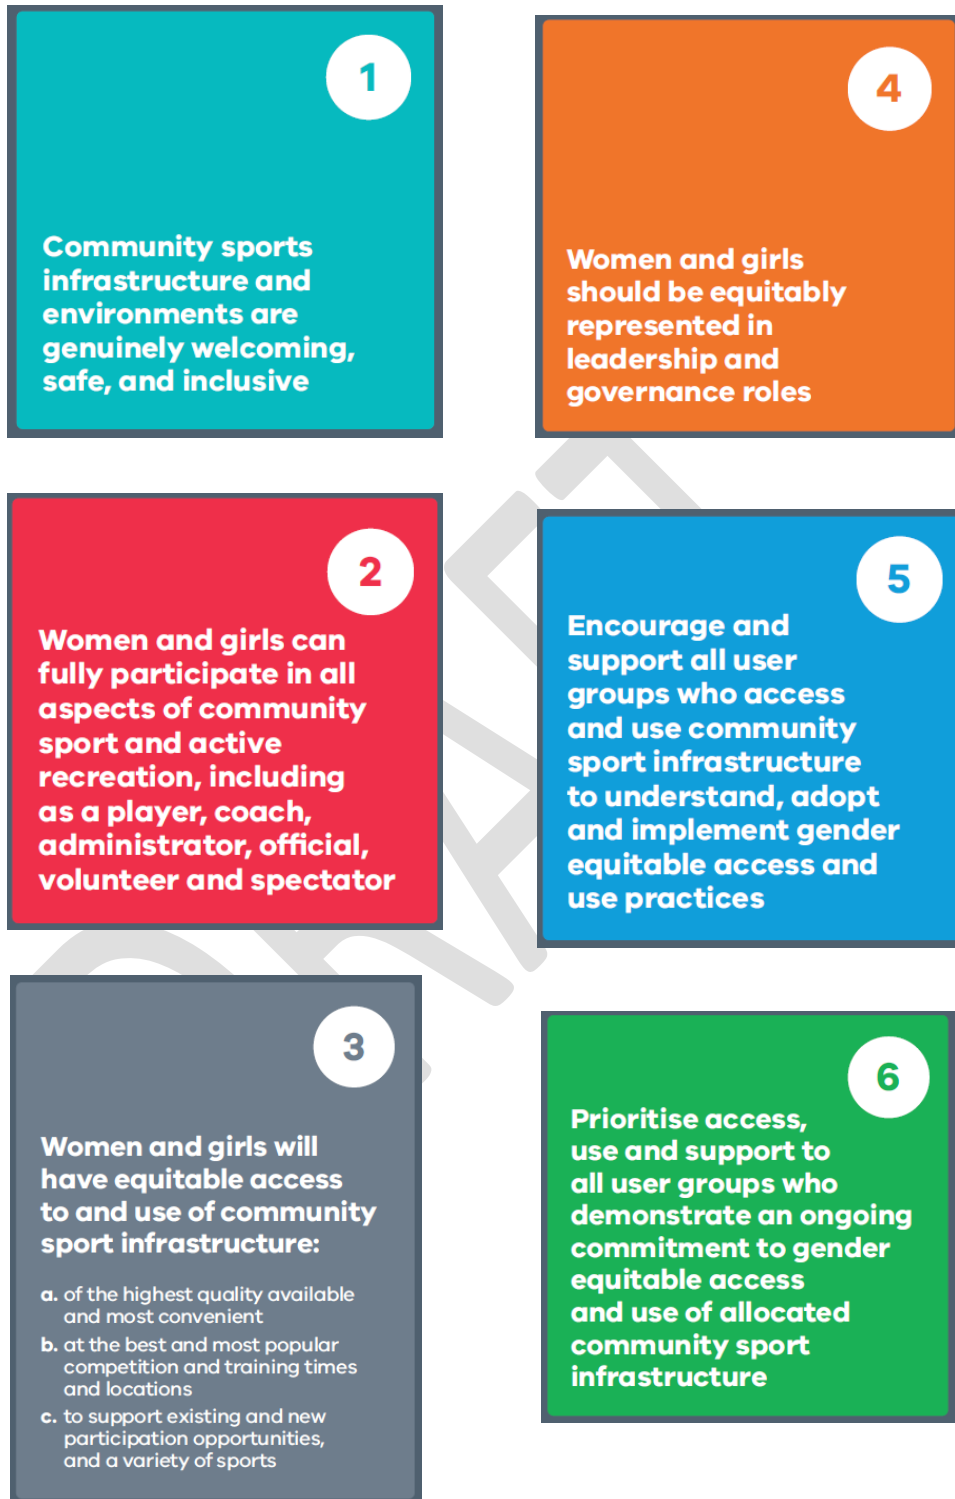 1
Community sports
infrastructure and
environments are
genuinely welcoming,
safe, and inclusive
2
Women and girls can
fully participate in all
aspects of community
sport and active
recreation, including
as a player, coach,
administrator, official,
volunteer and spectator
3
Women and girls will
have equitable access
to and use of community
sport infrastructure:
a. of the highest quality available
and most convenient
b. at the best and most popular
competition and training times
and locations
c. to support existing and new
participation opportunities,
and a variety of sports
4
Women and girls
should be equitably
represented in
leadership and
governance roles
5
Encourage and
support all user
groups who access
and use community
sport infrastructure
to understand, adopt
and implement gender
equitable access and
use practices
6
Prioritise access,
use and support to
all user groups who
demonstrate an ongoing
commitment to gender
equitable access
and use of allocated
community sport
infrastructure
DRAFT